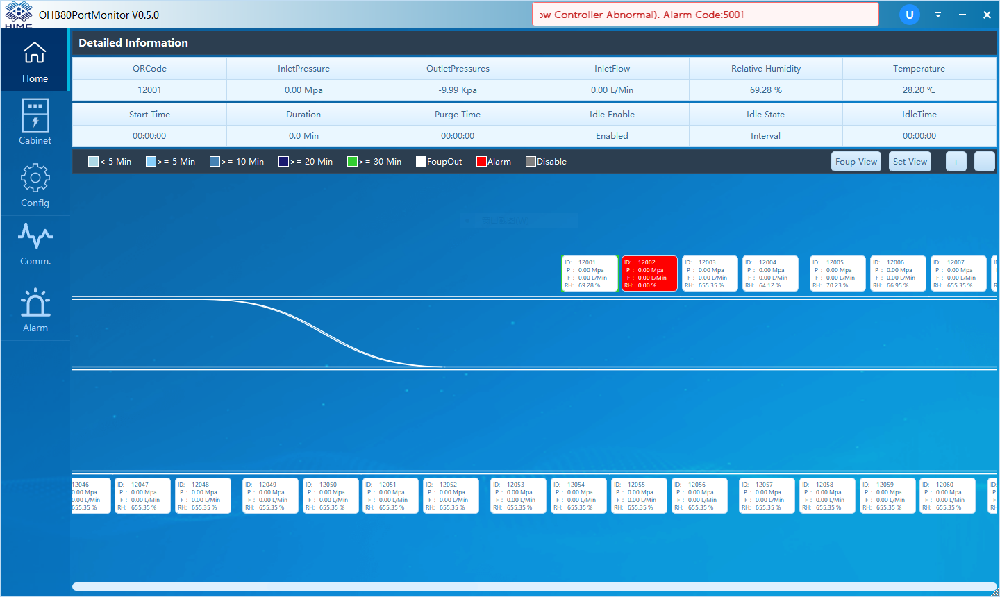 OHB80PortMonitor V0.5.0
ow Controller Abnormal). Alarm Code:5001
U
HIMC
Home
Cabinet
Config
Comm.
Alarm
Detailed Information
QRCode InletPressure OutletPressures InletFlow Relative Humidity Temperature
12001 0.00 Mpa -9.99 Kpa 0.00 L/Min 69.28 % 28.20 ℃
Start Time Duration Purge Time Idle Enable Idle State IdleTime
00:00:00 0.0 Min 00:00:00 Enabled Interval 00:00:00
< 5 Min >= 5 Min >= 10 Min >= 20 Min >= 30 Min FoupOut Alarm Disable Foup View Set View + -
ID: 12001 ID: 12002 ID: 12003 ID: 12004 ID: 12005 ID: 12006 ID: 12007
P : 0.00 Mpa P : 0.00 Mpa P : 0.00 Mpa P : 0.00 Mpa P : 0.00 Mpa P : 0.00 Mpa P : 0.00 Mpa
F : 0.00 L/Min F : 0.00 L/Min F : 0.00 L/Min F : 0.00 L/Min F : 0.00 L/Min F : 0.00 L/Min F : 0.00 L/Min
RH: 69.28 % RH: 0.00 % RH: 655.35 % RH: 64.12 % RH: 70.23 % RH: 66.95 % RH: 655.35 %
12046 ID: 12047 ID: 12048 ID: 12049 ID: 12050 ID: 12051 ID: 12052 ID: 12053 ID: 12054 ID: 12055 ID: 12056 ID: 12057 ID: 12058 ID: 12059 ID: 12060 ID:
0.00 Mpa P : 0.00 Mpa P : 0.00 Mpa P : 0.00 Mpa P : 0.00 Mpa P : 0.00 Mpa P : 0.00 Mpa P : 0.00 Mpa P : 0.00 Mpa P : 0.00 Mpa P : 0.00 Mpa P : 0.00 Mpa P : 0.00 Mpa P : 0.00 Mpa P : 0.00 Mpa P
0.00 L/Min F : 0.00 L/Min F : 0.00 L/Min F : 0.00 L/Min F : 0.00 L/Min F : 0.00 L/Min F : 0.00 L/Min F : 0.00 L/Min F : 0.00 L/Min F : 0.00 L/Min F : 0.00 L/Min F : 0.00 L/Min F : 0.00 L/Min F : 0.00 L/Min F : 0.00 L/Min F
655.35 % RH: 655.35 % RH: 655.35 % RH: 655.35 % RH: 655.35 % RH: 655.35 % RH: 655.35 % RH: 655.35 % RH: 655.35 % RH: 655.35 % RH: 655.35 % RH: 655.35 % RH: 655.35 % RH: 655.35 % RH: 655.35 % RH